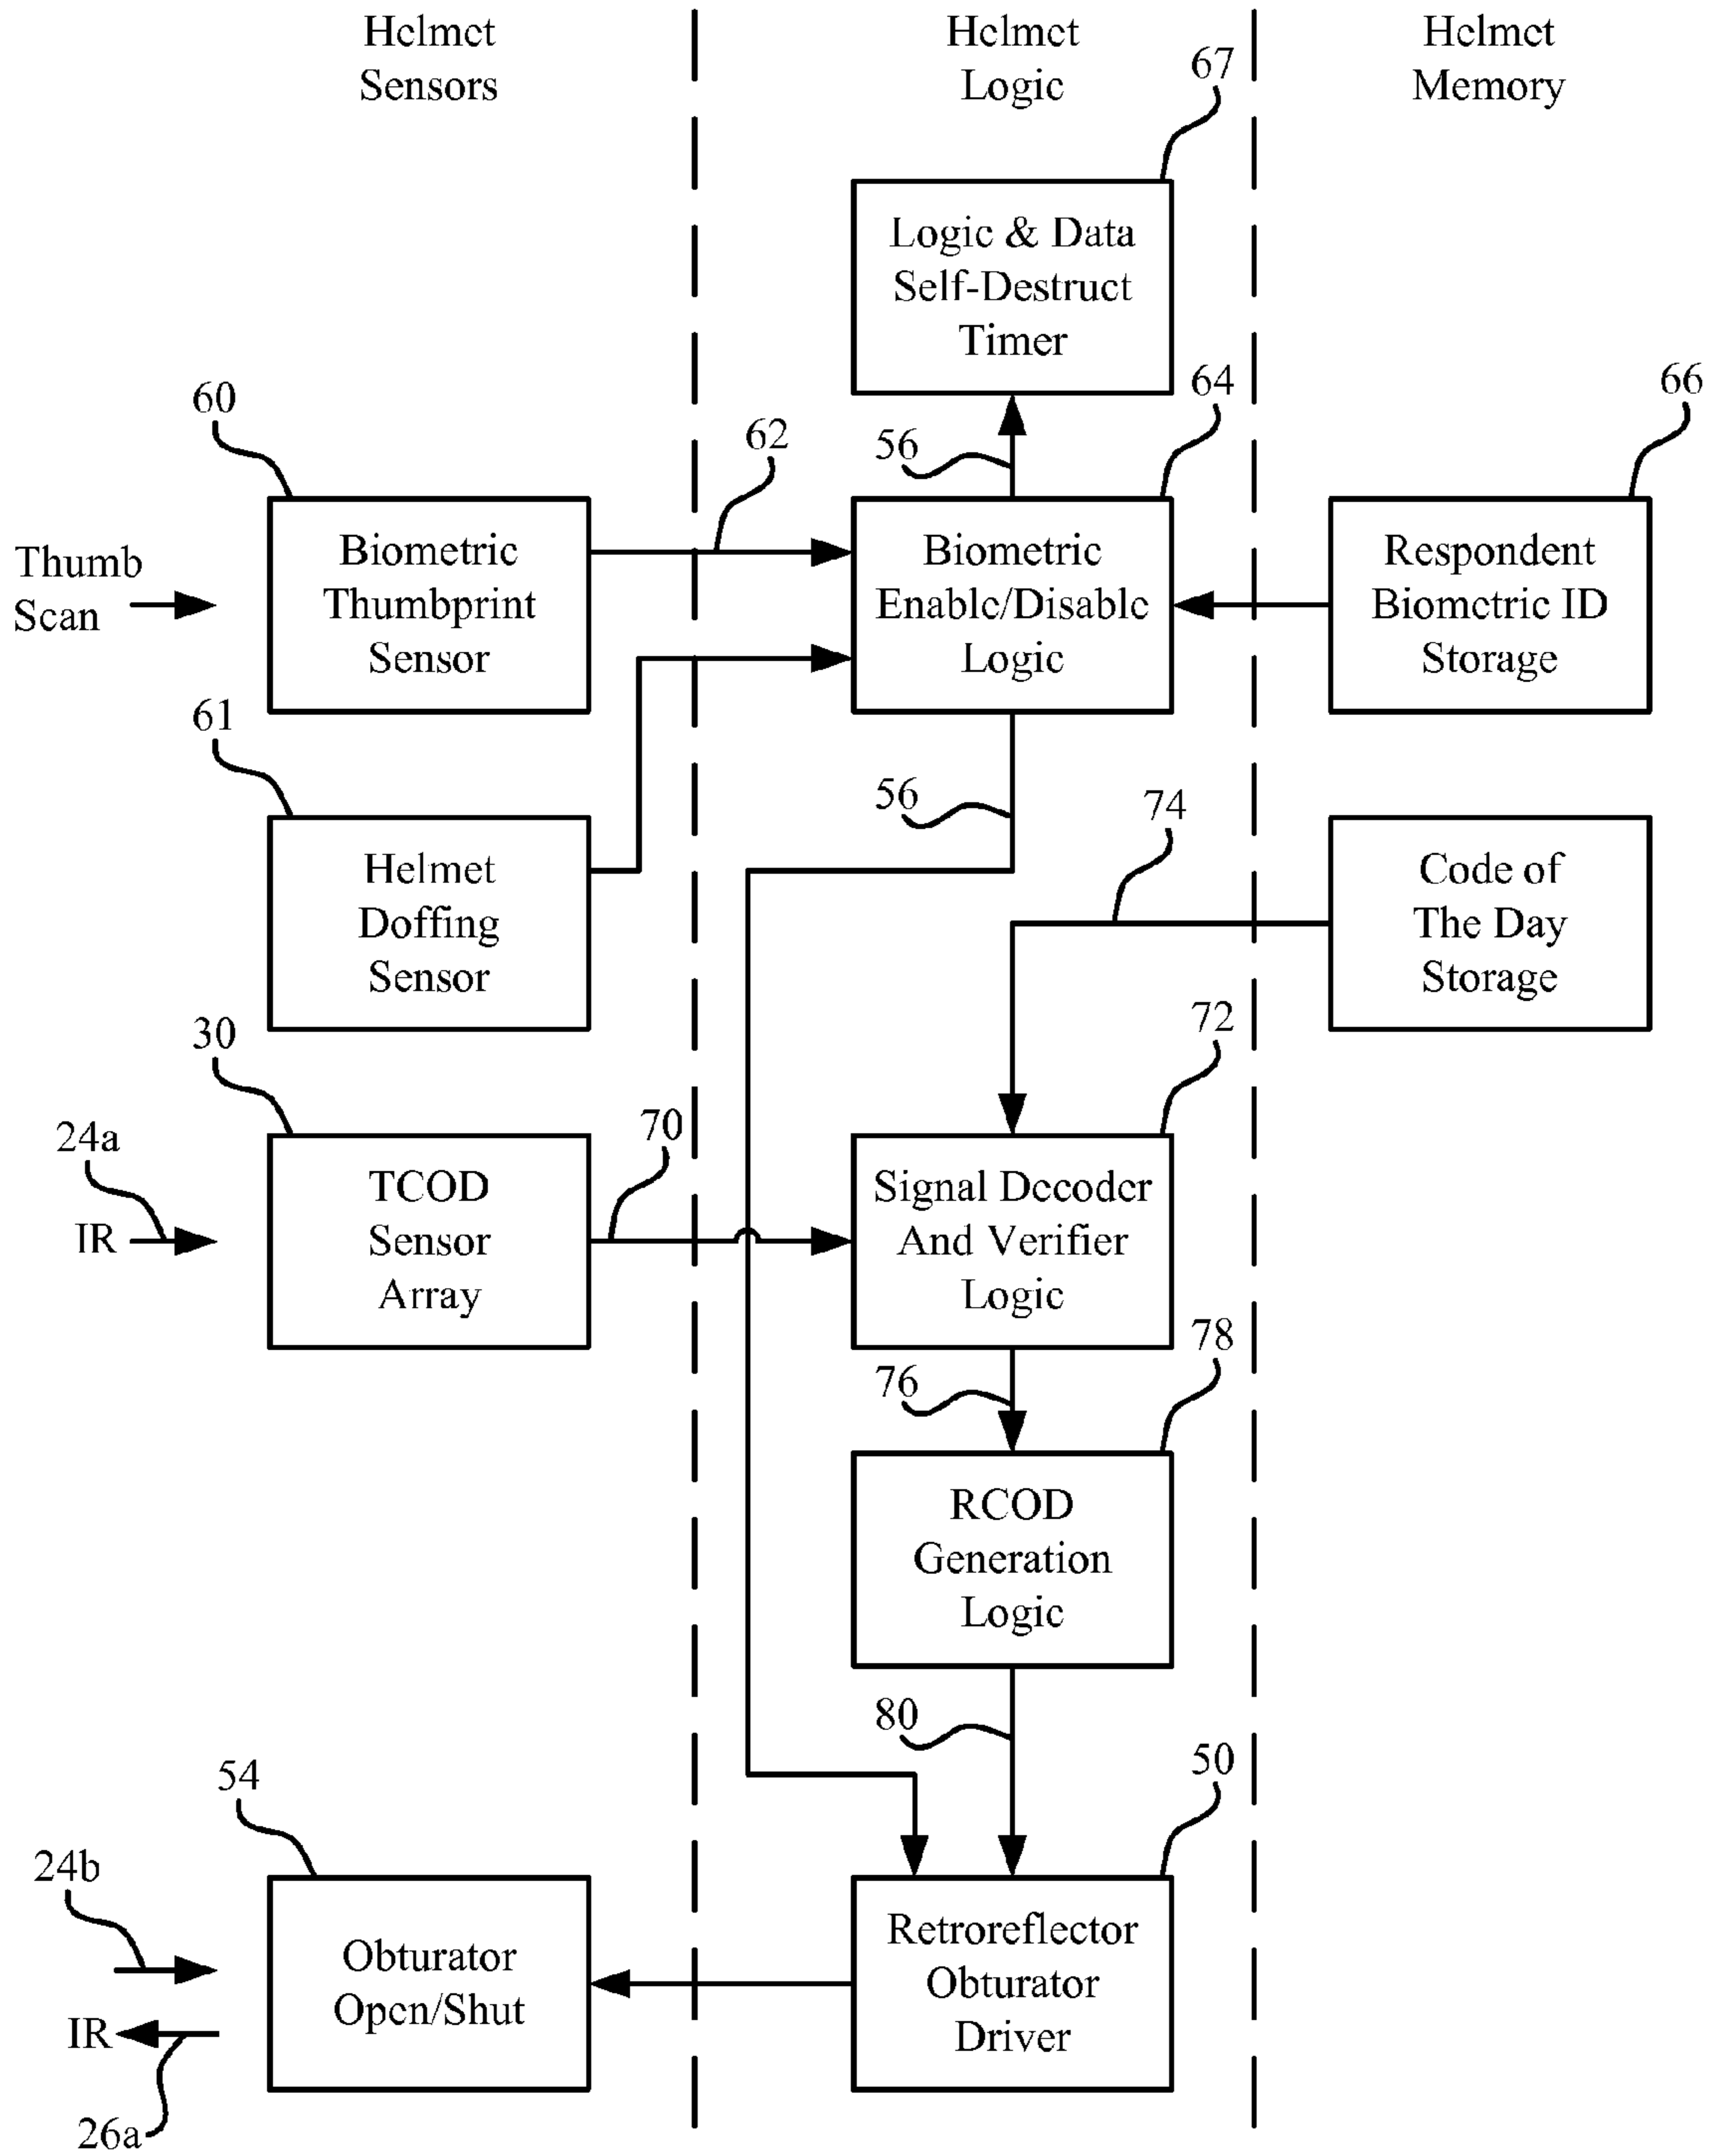 Helmet
Sensors
Helmet
Logic
Helmet
Memory
67
Logic & Data
Self-Destruct
Timer
60
62
56
64
66
Thumb
Scan
Biometric
Thumbprint
Sensor
Biometric
Enable/Disable
Logic
Respondent
Biometric ID
Storage
61
56
74
Helmet
Doffing
Sensor
Code of
The Day
Storage
30
72
24a
IR
70
TCOD
Sensor
Array
Signal Decoder
And Verifier
Logic
76
78
RCOD
Generation
Logic
80
54
50
24b
IR
26a
Obturator
Open/Shut
Retroreflector
Obturator
Driver